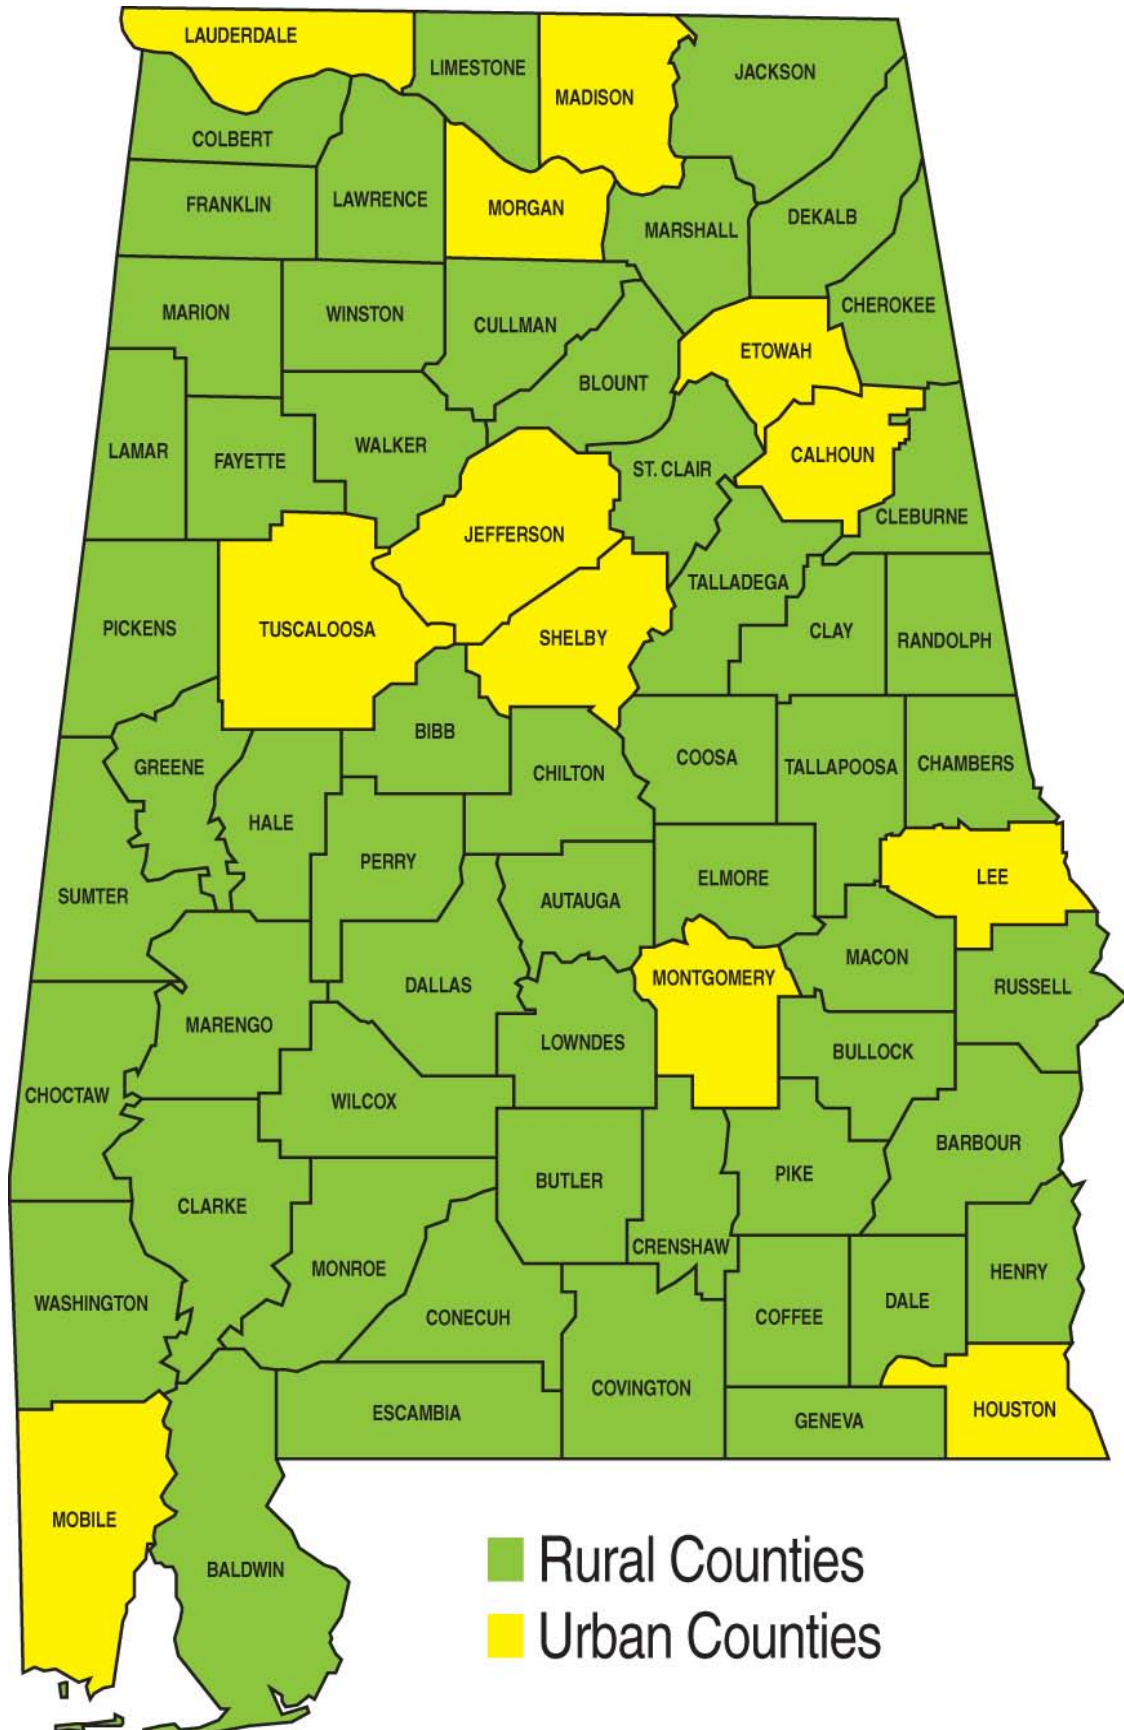 LAUDERDALE
LIMESTONE
MADISON
JACKSON
COLBERT
FRANKLIN
LAWRENCE
MORGAN
MARSHALL
DEKALB
MARION
WINSTON
CULLMAN
CHEROKEE
ETOWAH
BLOUNT
LAMAR
FAYETTE
WALKER
ST. CLAIR
CALHOUN
JEFFERSON
CLEBURNE
TALLADEGA
PICKENS
TUSCALOOSA
SHELBY
CLAY
RANDOLPH
BIBB
GREENE
CHILTON
COOSA
TALLAPOOSA
CHAMBERS
HALE
PERRY
SUMTER
AUTAUGA
ELMORE
LEE
DALLAS
MONTGOMERY
MACON
RUSSELL
MARENGO
LOWNDES
BULLOCK
CHOCTAW
WILCOX
BARBOUR
CLARKE
BUTLER
PIKE
CRENSHAW
MONROE
HENRY
WASHINGTON
CONECUH
COFFEE
DALE
COVINGTON
ESCAMBIA
GENEVA
HOUSTON
MOBILE
BALDWIN
Rural Counties
Urban Counties